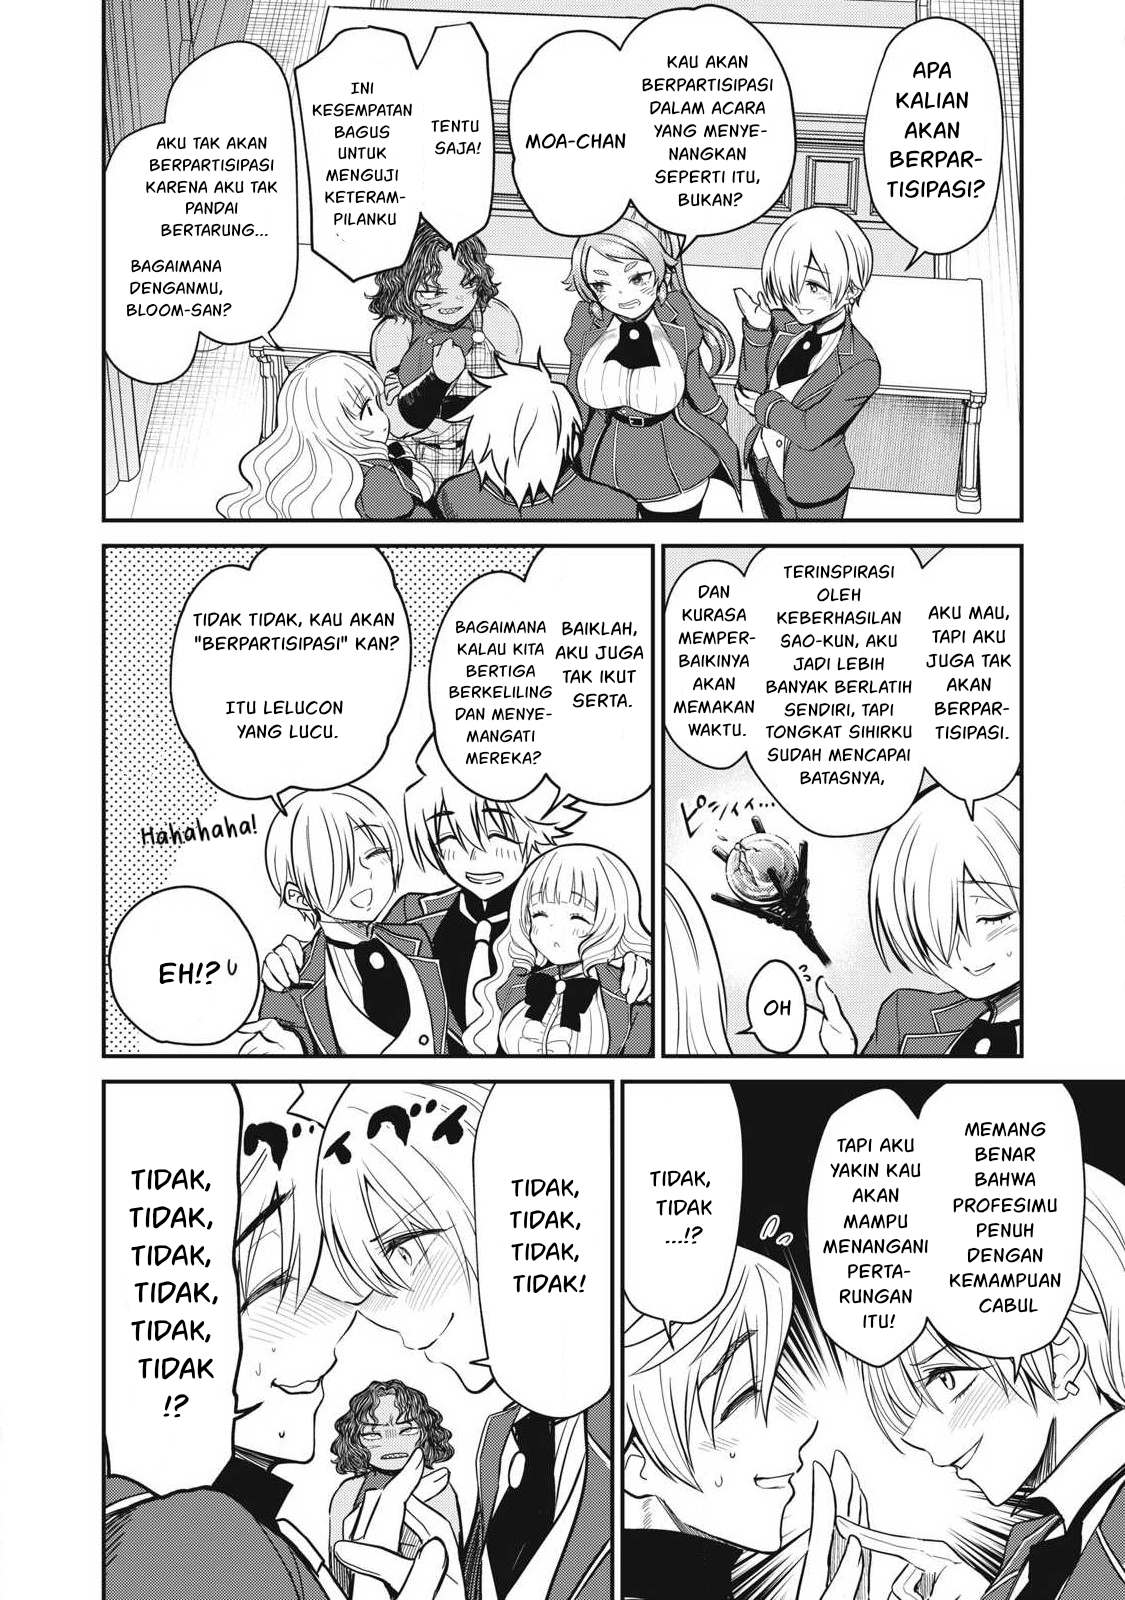 APA
KALIAN
AKAN
BERPAR-
TISIPASI?
KAU AKAN
BERPARTISIPASI
DALAM ACARA
YANG MENYE-
NANGKAN
SEPERTI ITU,
BUKAN?
MOA-CHAN
TENTU
SAJA!
INI
KESEMPATAN
BAGUS
UNTUK
MENGUJI
KETERAM-
PILANKU
AKU TAK AKAN
BERPARTISIPASI
KARENA AKU TAK
PANDAI
BERTARUNG...
BAGAIMANA
DENGANMU,
BLOOM-SAN?
AKU MAU,
TAPI AKU
JUGA TAK
AKAN
BERPAR-
TISIPASI.
TERINSPIRASI
OLEH
KEBERHASILAN
SAO-KUN, AKU
JADI LEBIH
BANYAK BERLATIH
SENDIRI, TAPI
TONGKAT SIHIRKU
SUDAH MENCAPAI
BATASNYA,
DAN
KURASA
MEMPER-
BAIKINYA
AKAN
MEMAKAN
WAKTU.
OH
BAIKLAH,
AKU JUGA
TAK IKUT
SERTA.
BAGAIMANA
KALAU KITA
BERTIGA
BERKELILING
DAN MENYE-
MANGATI
MEREKA?
TIDAK TIDAK, KAU AKAN
"BERPARTISIPASI" KAN?
ITU LELUCON
YANG LUCU.
Hahahaha!
EH!?
MEMANG
BENAR
BAHWA
PROFESIMU
PENUH
DENGAN
KEMAMPUAN
CABUL
TAPI AKU
YAKIN KAU
AKAN
MAMPU
MENANGANI
PERTA-
RUNGAN
ITU!
TIDAK,
TIDAK
...!?
TIDAK,
TIDAK,
TIDAK,
TIDAK!
TIDAK,
TIDAK,
TIDAK,
TIDAK,
TIDAK,
TIDAK
!?